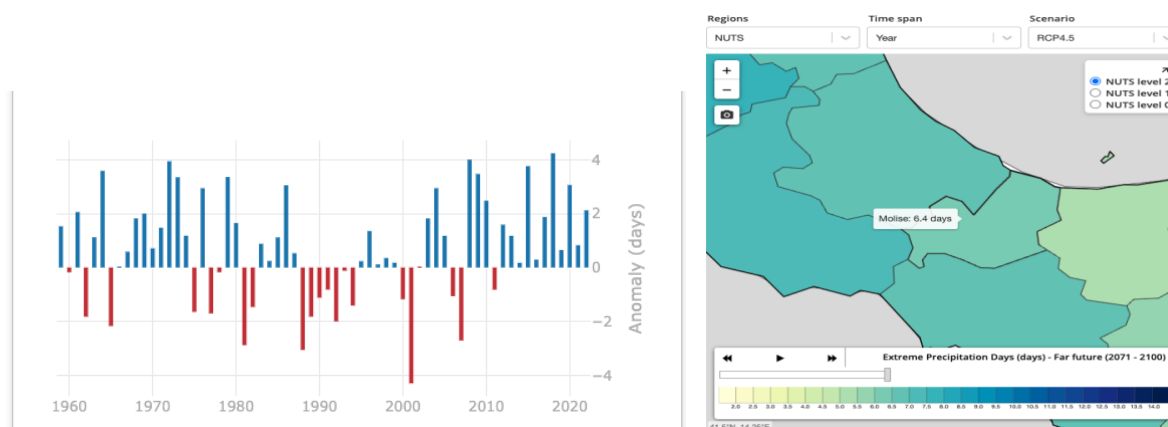 4
2
0
−2
−4
Anomaly (days)
1960 1970 1980 1990 2000 2010 2020
Regions Time span Scenario
NUTS Year RCP4.5
+
−
NUTS level 2
NUTS level 1
NUTS level 0
Molise: 6.4 days
Extreme Precipitation Days (days) - Far future (2071 - 2100)
2.0 2.5 3.0 3.5 4.0 4.5 5.0 5.5 6.0 6.5 7.0 7.5 8.0 8.5 9.0 9.5 10.0 10.5 11.0 11.5 12.0 12.5 13.0 13.5 14.0